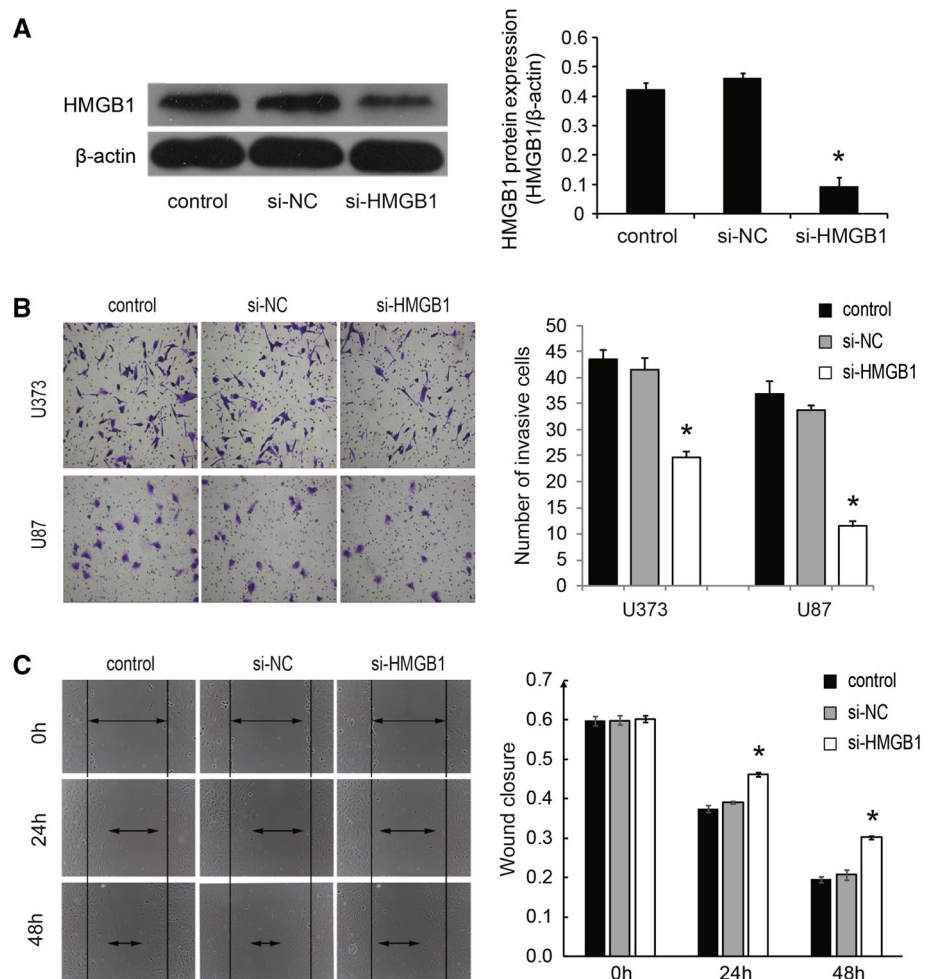 A
HMGB1
β-actin
control si-NC si-HMGB1
HMGB1 protein expression
(HMGB1/β-actin)
0.6
0.5
0.4
0.3
0.2
0.1
0
*
control si-NC si-HMGB1
B
control si-NC si-HMGB1
U373
U87
Number of invasive cells
50
45
40
35
30
25
20
15
10
5
0
*
*
U373 U87
control
si-NC
si-HMGB1
C
control si-NC si-HMGB1
0h
24h
48h
Wound closure
0.7
0.6
0.5
0.4
0.3
0.2
0.1
0.0
*
*
0h 24h 48h
control
si-NC
si-HMGB1